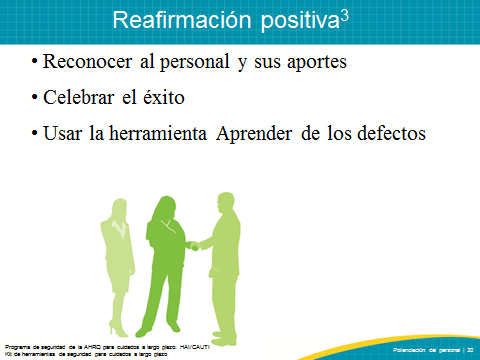 Reafirmación positiva3
• Reconocer al personal y sus aportes
• Celebrar el éxito
• Usar la herramienta Aprender de los defectos
Programa de seguridad de la AHRQ para cuidados a largo plazo: HAI/CAUTI
Kit de herramientas de seguridad para cuidados a largo plazo
Potenciación del personal | 20